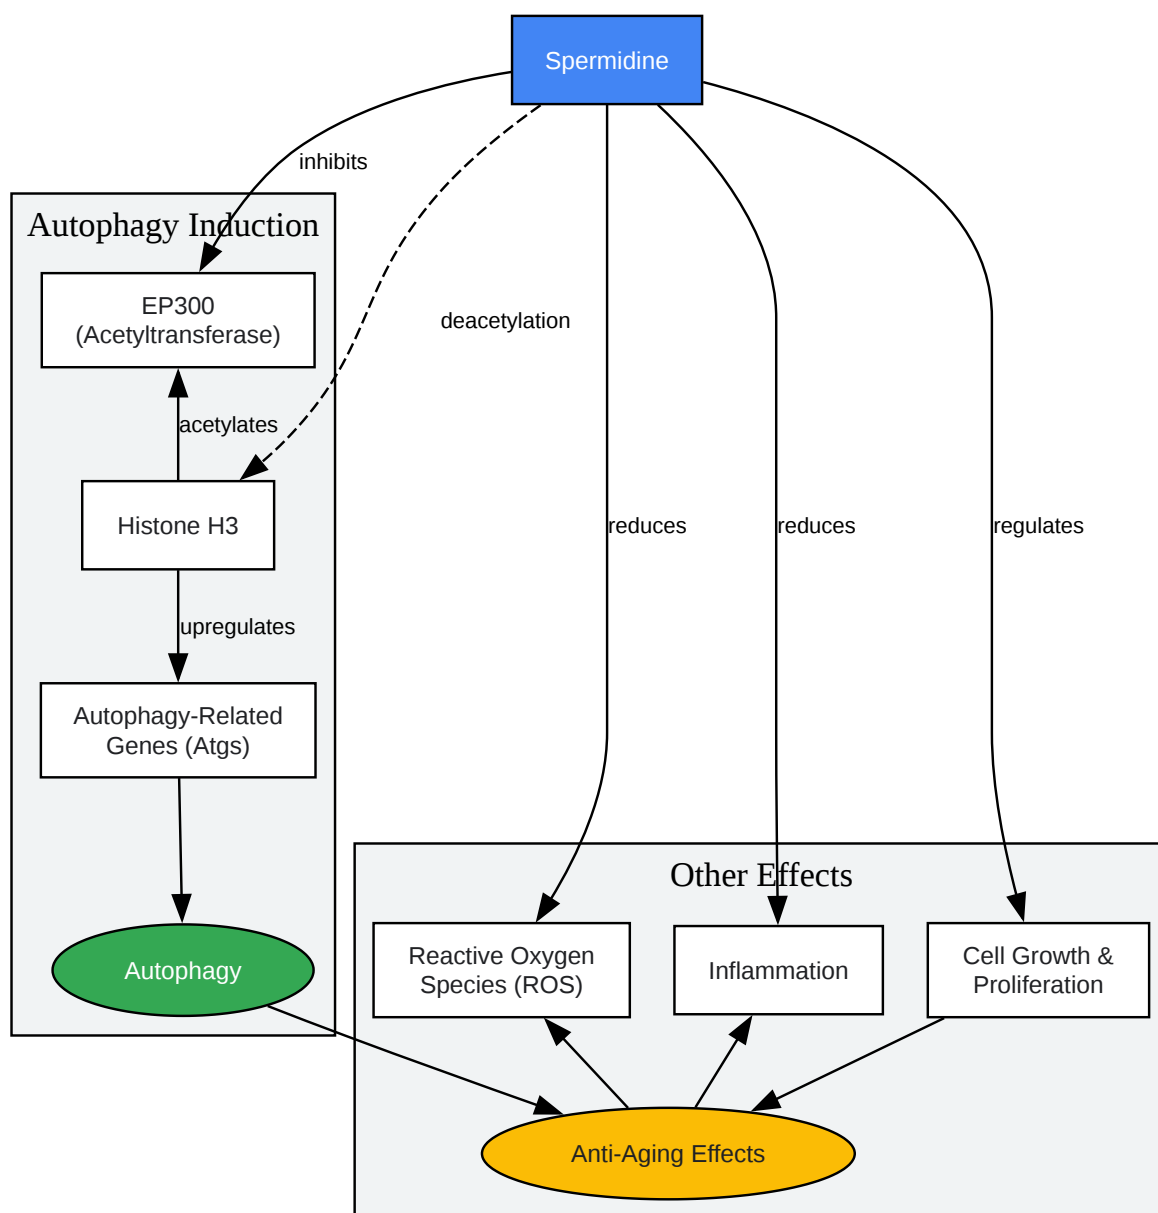 Spermidine
inhibits
Autophagy Induction
EP300
(Acetyltransferase)
deacetylation
acetylates
Histone H3
reduces
reduces
regulates
upregulates
Autophagy-Related
Genes (Atgs)
Other Effects
Autophagy
Reactive Oxygen
Species (ROS)
Inflammation
Cell Growth &
Proliferation
Anti-Aging Effects